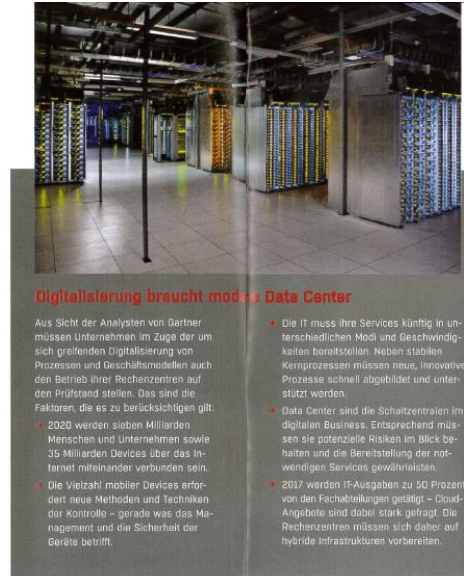 Digitalisierung braucht moderne Data Center
Aus Sicht der Analysten von Gartner
müssen Unternehmen im Zuge der um
sich greifenden Digitalisierung von
Prozessen und Geschäftsmodellen auch
den Betrieb ihrer Rechenzentren auf
den Prüfstand stellen. Das sind die
Faktoren, die es zu berücksichtigen gilt:
2020 werden sieben Milliarden
Menschen und Unternehmen sowie
35 Milliarden Devices über das In-
ternet miteinander verbunden sein.
Die Vielzahl mobiler Devices erfor-
dert neue Methoden und Techniken
der Kontrolle – gerade was das Ma-
nagement und die Sicherheit der
Geräte betrifft.
Die IT muss ihre Services künftig in un-
terschiedlichen Modi und Geschwindig-
keiten bereitstellen. Neben stabilen
Kernprozessen müssen neue, innovative
Prozesse schnell abgebildet und unter-
stützt werden.
Data Center sind die Schaltzentralen im
digitalen Business. Entsprechend müs-
sen sie potenzielle Risiken im Blick be-
halten und die Bereitstellung der not-
wendigen Services gewährleisten.
2017 werden IT-Ausgaben zu 50 Prozent
von den Fachabteilungen getätigt – Cloud-
Angebote sind dabei stark gefragt. Die
Rechenzentren müssen sich daher auf
hybride Infrastrukturen vorbereiten.